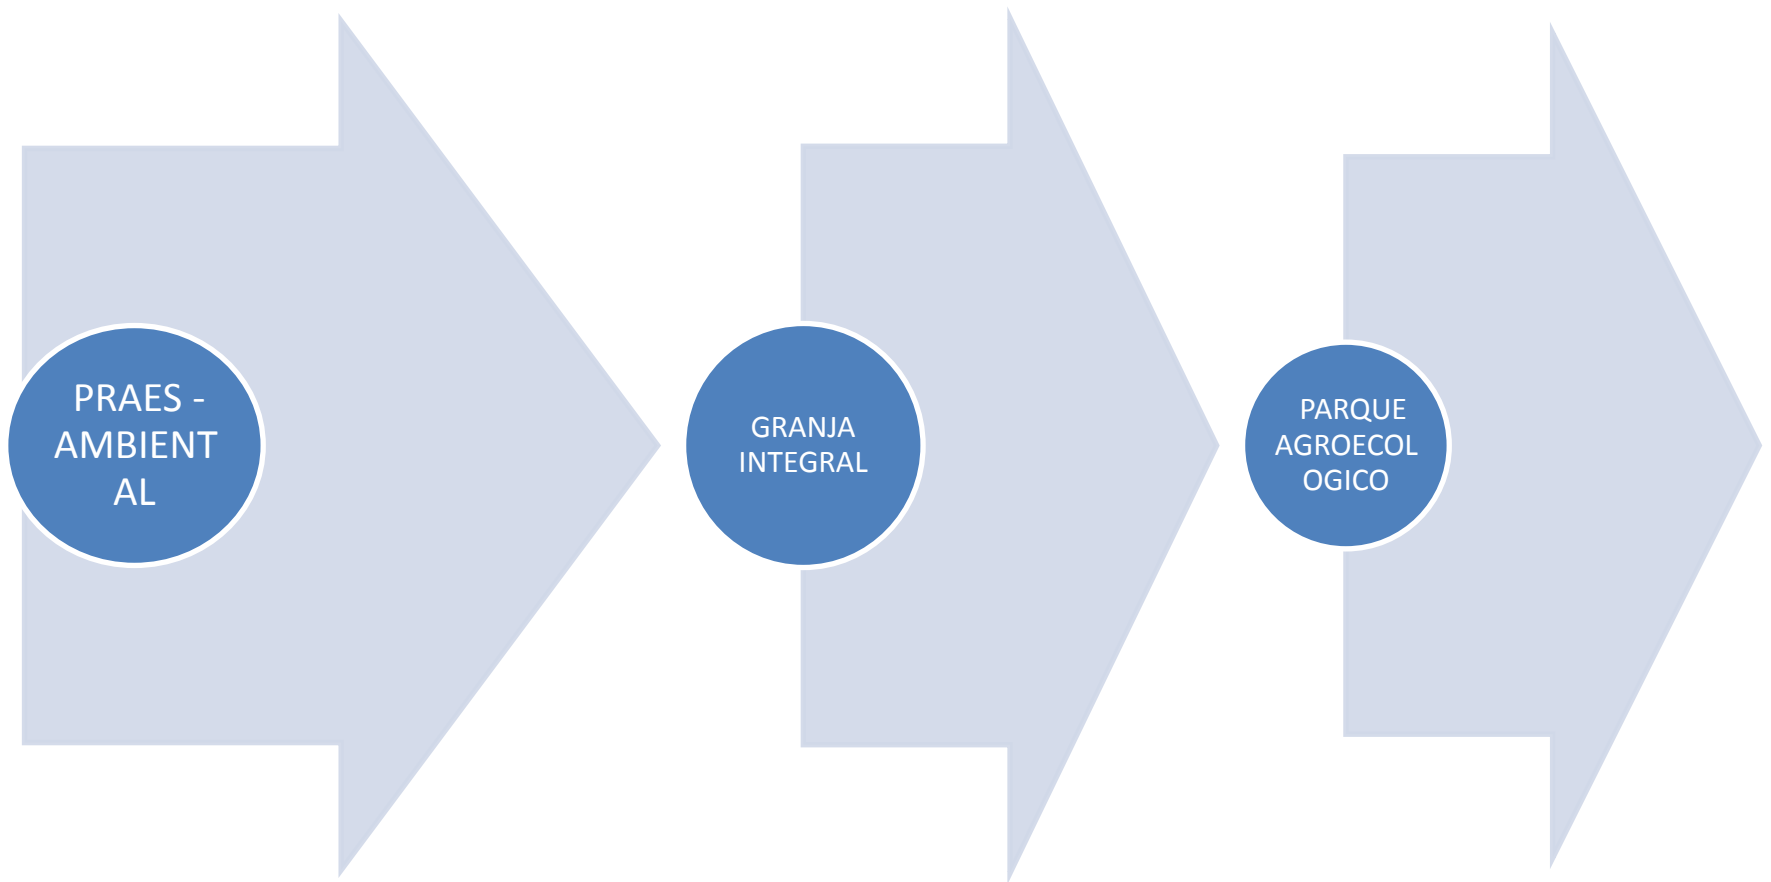 PRAES -
AMBIENT
AL
GRANJA
INTEGRAL
PARQUE
AGROECOL
OGICO